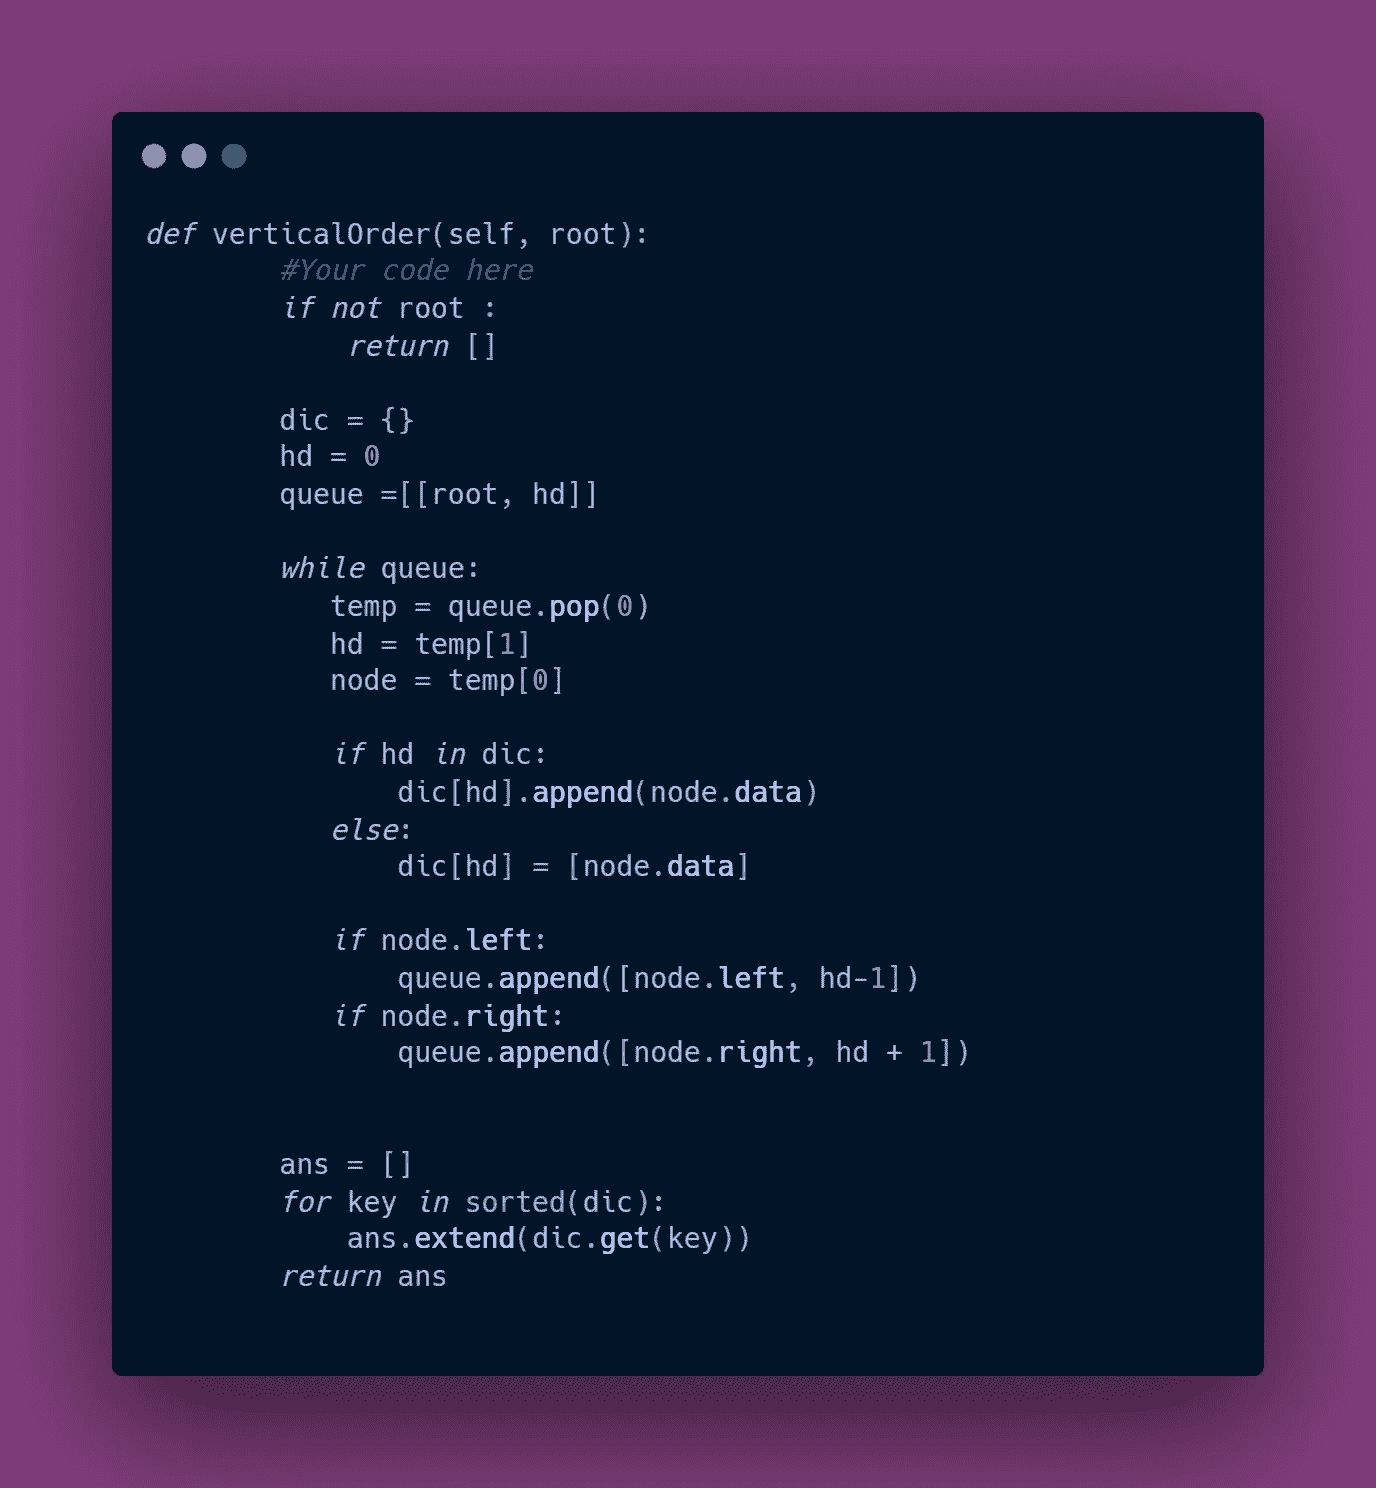 def verticalOrder(self, root):
        #Your code here
        if not root :
            return []

        dic = {}
        hd = 0
        queue =[[root, hd]]

        while queue:
           temp = queue.pop(0)
           hd = temp[1]
           node = temp[0]

           if hd in dic:
               dic[hd].append(node.data)
           else:
               dic[hd] = [node.data]

           if node.left:
               queue.append([node.left, hd-1])
           if node.right:
               queue.append([node.right, hd + 1])


        ans = []
        for key in sorted(dic):
            ans.extend(dic.get(key))
        return ans